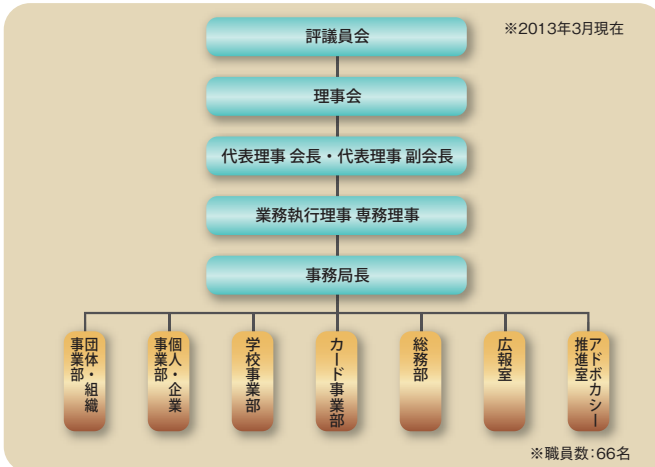 ※2013年3月現在
評議員会
理事会
代表理事 会長・代表理事 副会長
業務執行理事 専務理事
事務局長
団体・組織
事業部
個人・企業
事業部
学校事業部
カード事業部
総務部
広報室
アドボカシー
推進室
※職員数:66名